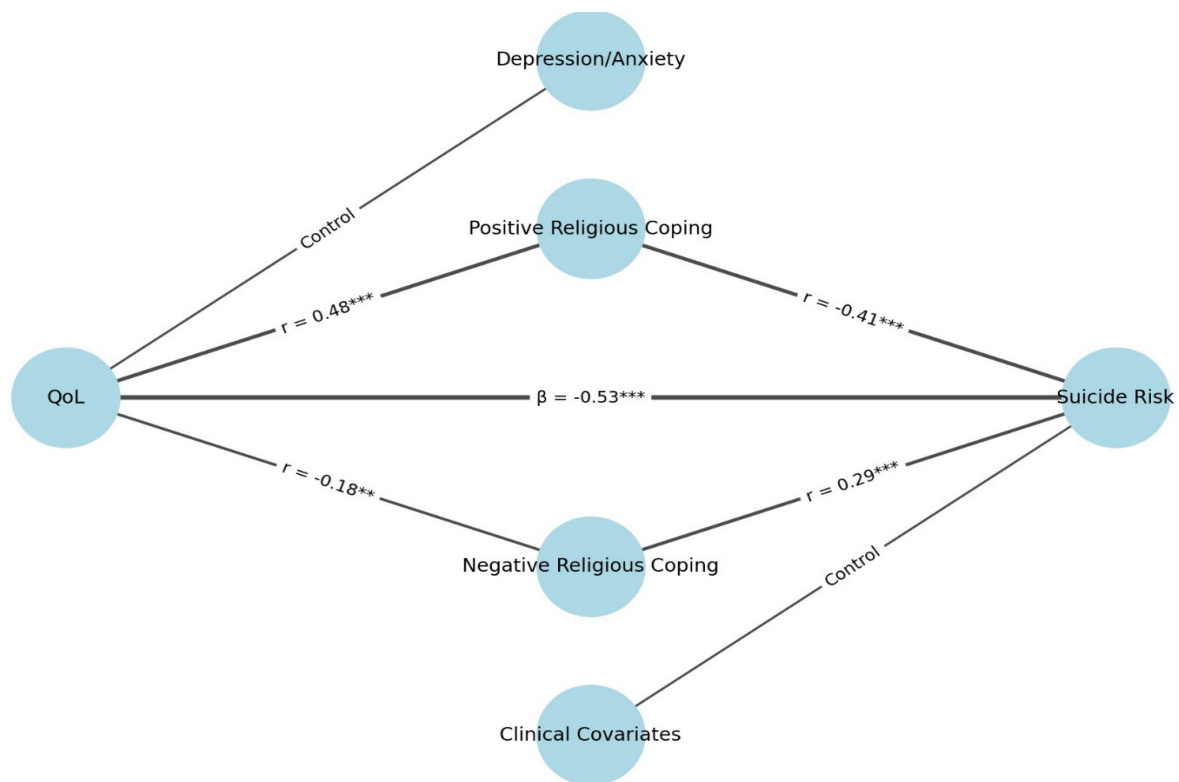 Depression/Anxiety
Control
Positive Religious Coping
r = 0.48***
r = -0.41***
QoL
β = -0.53***
Suicide Risk
r = -0.18**
r = 0.29***
Negative Religious Coping
Control
Clinical Covariates